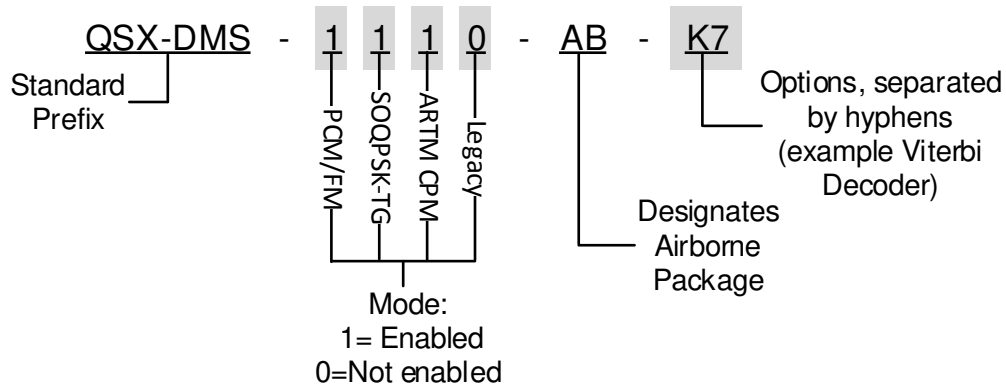 QSX-DMS - 1 1 1 0 - AB - K7
Standard
Prefix
PCM/FM
SOQPSK-TG
ARTM CPM
Legacy
Options, separated
by hyphens
(example Viterbi
Decoder)
Designates
Airborne
Package
Mode:
1= Enabled
0=Not enabled